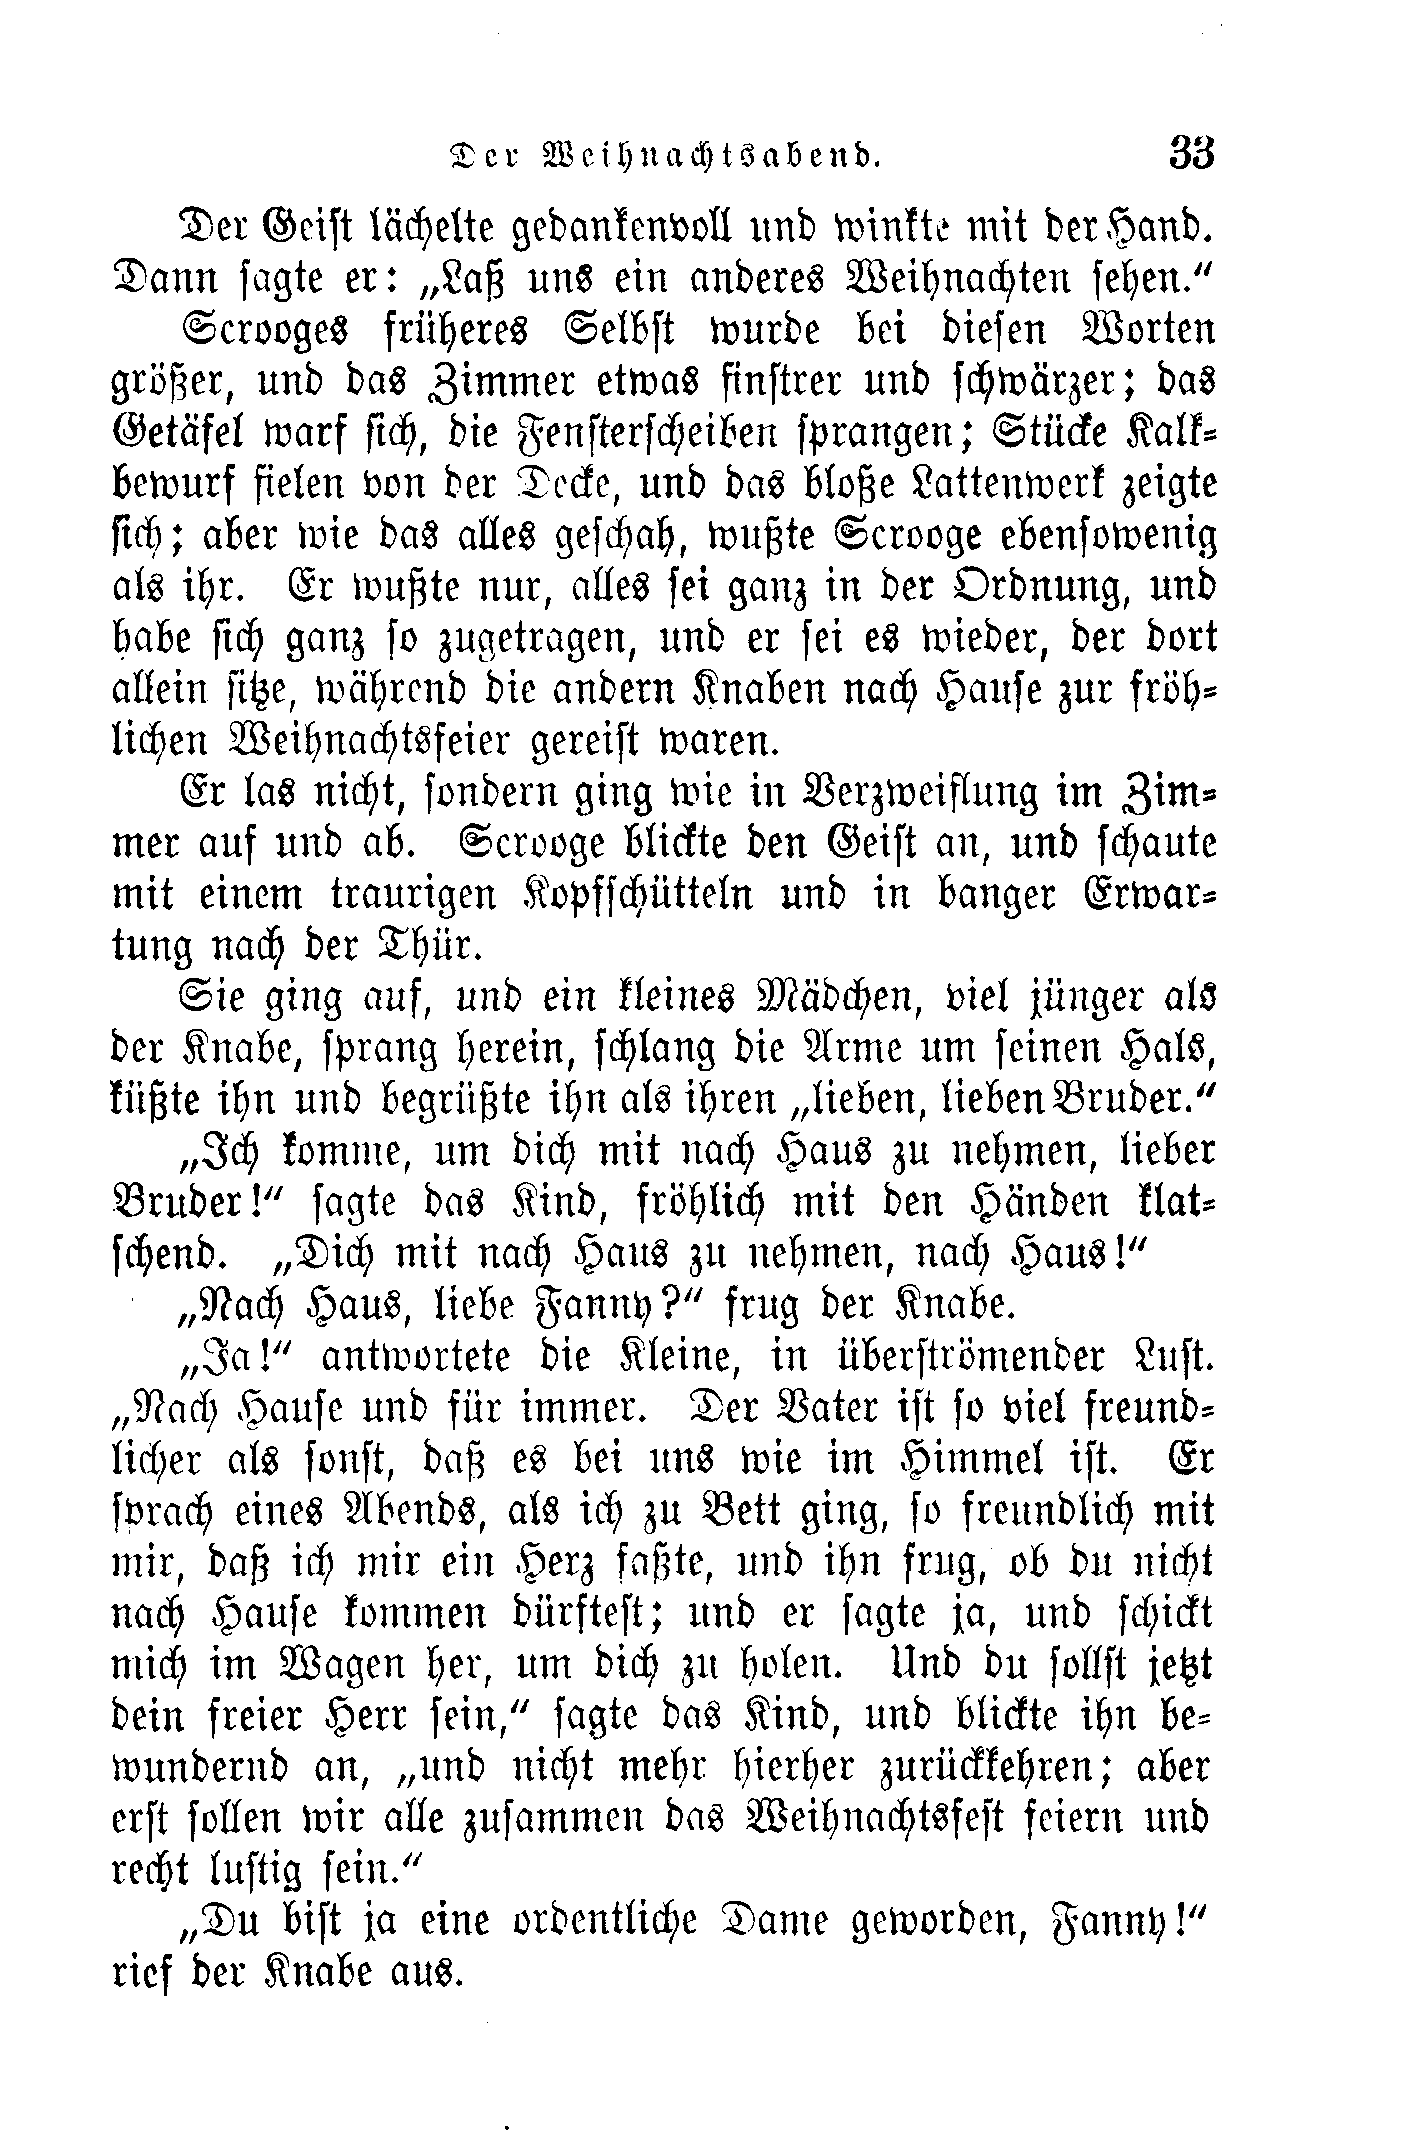 Der Weihnachtsabend. 33
Der Geist lächelte gedankenvoll und winkte mit der Hand.
Dann sagte er: „Laß uns ein anderes Weihnachten sehen.“
Scrooges früheres Selbst wurde bei diesen Worten
größer, und das Zimmer etwas finstrer und schwärzer; das
Getäfel warf sich, die Fensterscheiben sprangen; Stücke Kalk-
bewurf fielen von der Decke, und das bloße Lattenwerk zeigte
sich; aber wie das alles geschah, wußte Scrooge ebensowenig
als ihr. Er wußte nur, alles sei ganz in der Ordnung, und
habe sich ganz so zugetragen, und er sei es wieder, der dort
allein sitze, während die andern Knaben nach Hause zur fröh-
lichen Weihnachtsfeier gereist waren.
Er las nicht, sondern ging wie in Verzweiflung im Zim-
mer auf und ab. Scrooge blickte den Geist an, und schaute
mit einem traurigen Kopfschütteln und in banger Erwar-
tung nach der Thür.
Sie ging auf, und ein kleines Mädchen, viel jünger als
der Knabe, sprang herein, schlang die Arme um seinen Hals,
küßte ihn und begrüßte ihn als ihren „lieben, lieben Bruder.“
„Ich komme, um dich mit nach Haus zu nehmen, lieber
Bruder!“ sagte das Kind, fröhlich mit den Händen klat-
schend. „Dich mit nach Haus zu nehmen, nach Haus!“
„Nach Haus, liebe Fanny?“ frug der Knabe.
„Ja!“ antwortete die Kleine, in überströmender Lust.
„Nach Hause und für immer. Der Vater ist so viel freund-
licher als sonst, daß es bei uns wie im Himmel ist. Er
sprach eines Abends, als ich zu Bett ging, so freundlich mit
mir, daß ich mir ein Herz faßte, und ihn frug, ob du nicht
nach Hause kommen dürftest; und er sagte ja, und schickt
mich im Wagen her, um dich zu holen. Und du sollst jetzt
dein freier Herr sein,“ sagte das Kind, und blickte ihn be-
wundernd an, „und nicht mehr hierher zurückkehren; aber
erst sollen wir alle zusammen das Weihnachtsfest feiern und
recht lustig sein.“
„Du bist ja eine ordentliche Dame geworden, Fanny!“
rief der Knabe aus.